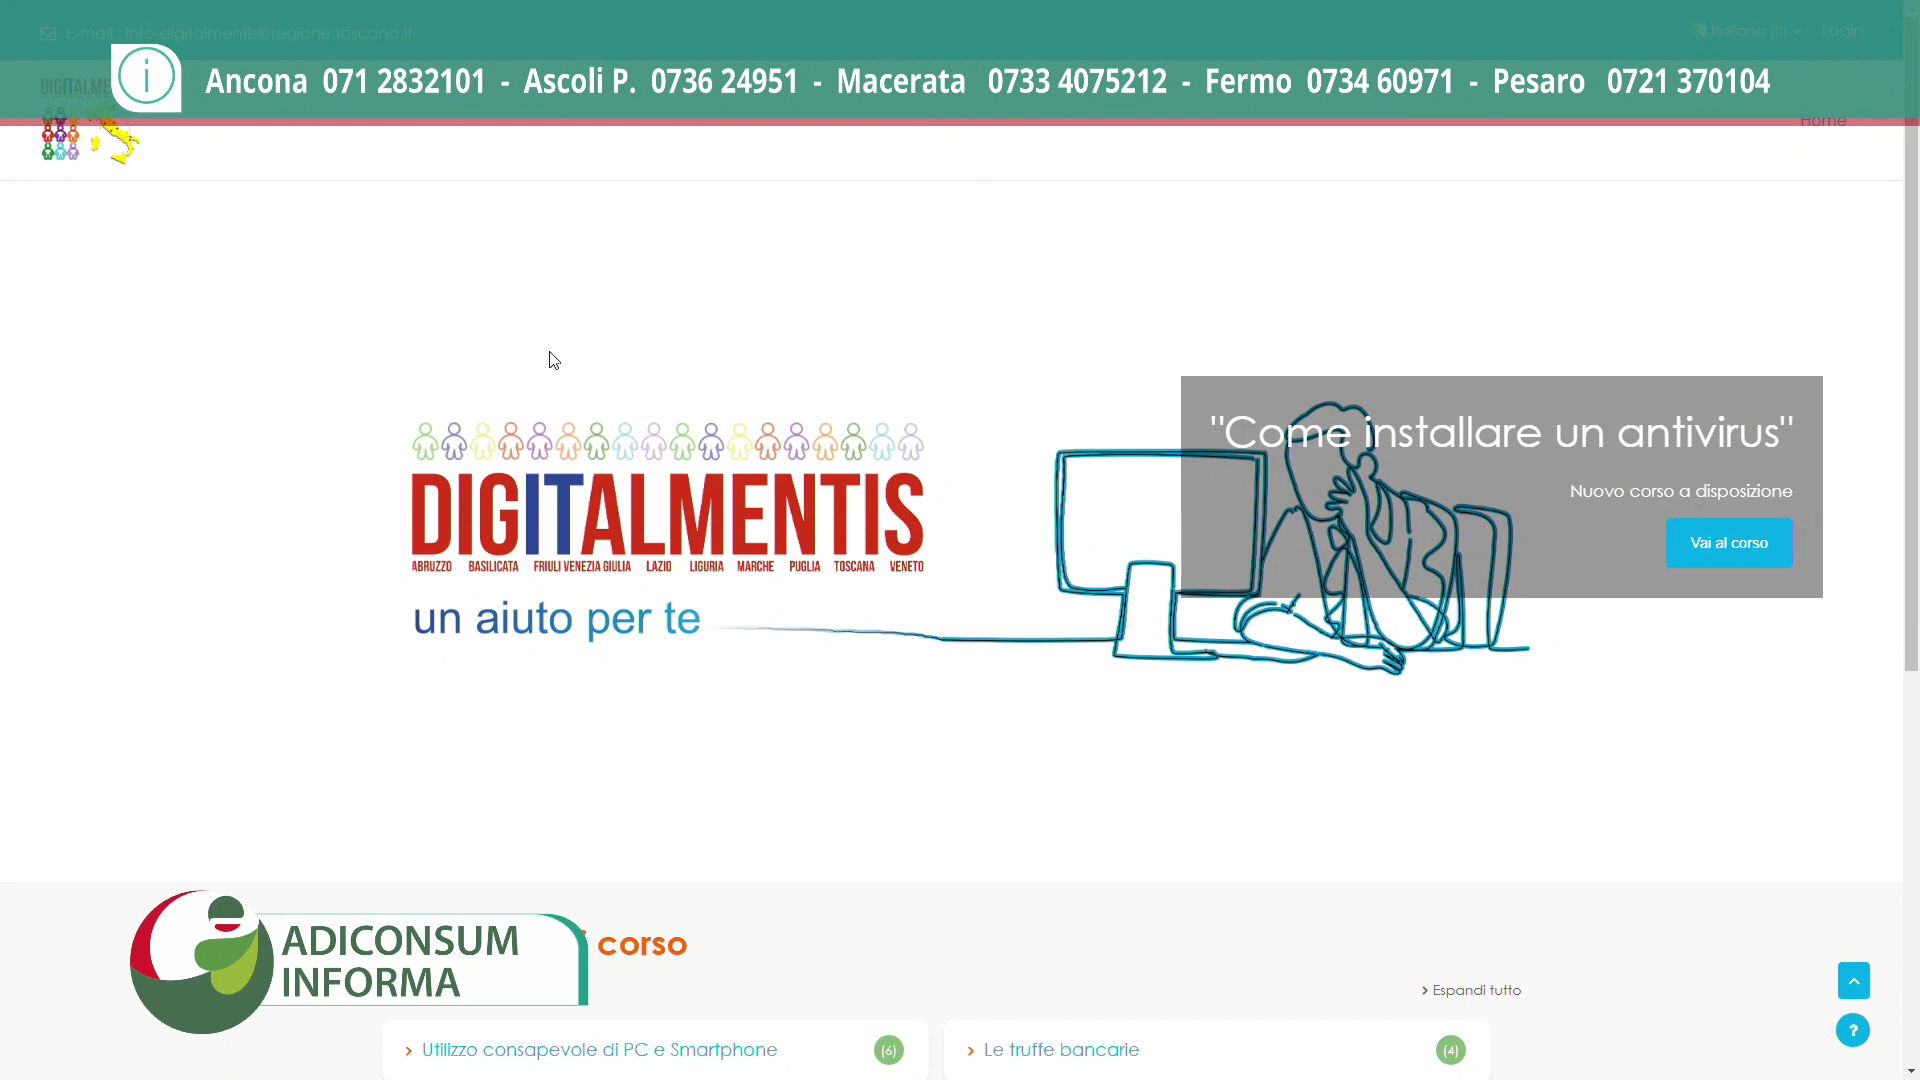 E-mail : info-digitalmentis@regione.toscana.it
Italiano (it)
Login
Ancona 071 2832101 - Ascoli P. 0736 24951 - Macerata 0733 4075212 - Fermo 0734 60971 - Pesaro 0721 370104
Home
DIGITALMENTIS
ABRUZZO BASILICATA FRIULI VENEZIA GIULIA LAZIO LIGURIA MARCHE PUGLIA TOSCANA VENETO
un aiuto per te
"Come installare un antivirus"
Nuovo corso a disposizione
Vai al corso
ADICONSUM
INFORMA
corso
Espandi tutto
Utilizzo consapevole di PC e Smartphone
(6)
Le truffe bancarie
(4)